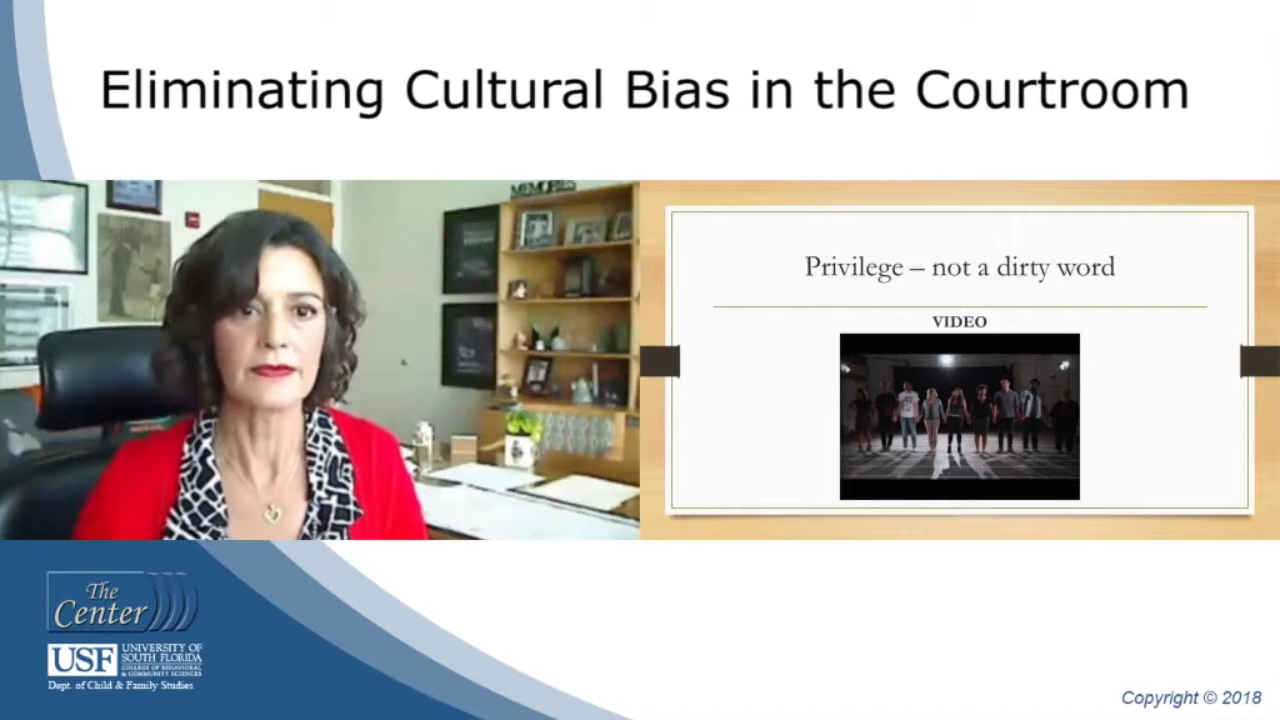 Eliminating Cultural Bias in the Courtroom
MEMORIES
Privilege – not a dirty word
VIDEO
The
Center
USF
UNIVERSITY OF
SOUTH FLORIDA
COLLEGE OF BEHAVIORAL
& COMMUNITY SCIENCES
Dept. of Child & Family Studies
Copyright © 2018